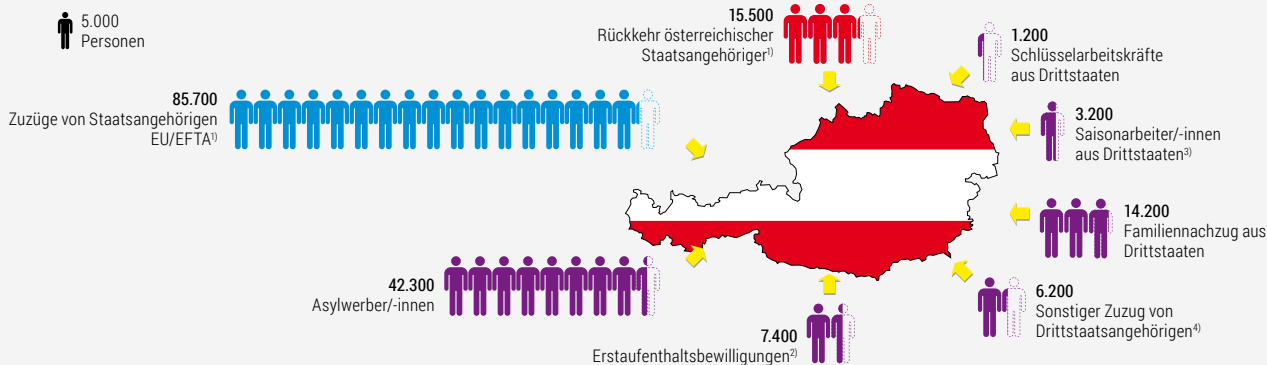 5.000
Personen
15.500
Rückkehr österreichischer
Staatsangehöriger¹⁾
1.200
Schlüsselarbeitskräfte
aus Drittstaaten
85.700
Zuzüge von Staatsangehörigen
EU/EFTA¹⁾
3.200
Saisonarbeiter/-innen
aus Drittstaaten³⁾
14.200
Familiennachzug aus
Drittstaaten
42.300
Asylwerber/-innen
7.400
Erstaufenthaltsbewilligungen²⁾
6.200
Sonstiger Zuzug von
Drittstaatsangehörigen⁴⁾